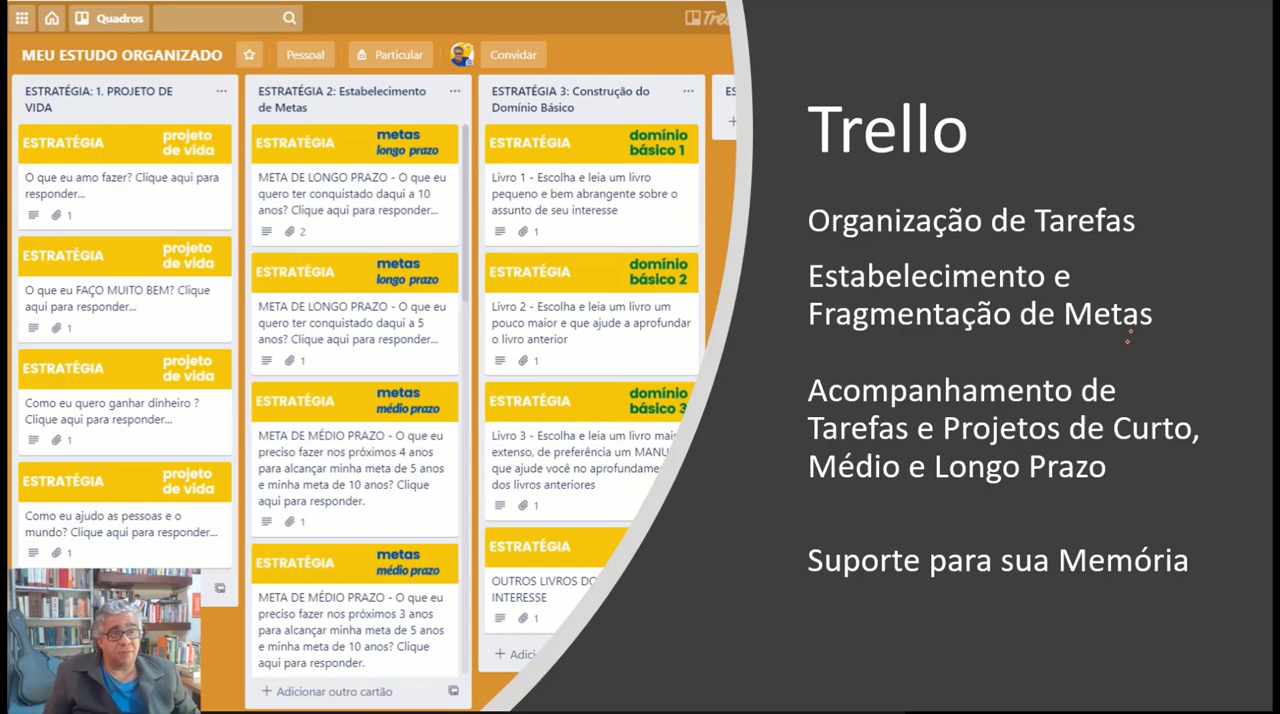 Quadros
MEU ESTUDO ORGANIZADO
Pessoal
Particular
Convidar
ESTRATÉGIA: 1. PROJETO DE
VIDA
ESTRATÉGIA
projeto
de vida
O que eu amo fazer? Clique aqui para
responder...
1
ESTRATÉGIA
projeto
de vida
O que eu FAÇO MUITO BEM? Clique
aqui para responder...
1
ESTRATÉGIA
projeto
de vida
Como eu quero ganhar dinheiro ?
Clique aqui para responder...
1
ESTRATÉGIA
projeto
de vida
Como eu ajudo as pessoas e o
mundo? Clique aqui para responder...
1
ESTRATÉGIA 2: Estabelecimento
de Metas
ESTRATÉGIA
metas
longo prazo
META DE LONGO PRAZO - O que eu
quero ter conquistado daqui a 10
anos? Clique aqui para responder...
2
ESTRATÉGIA
metas
longo prazo
META DE LONGO PRAZO - O que eu
quero ter conquistado daqui a 5
anos? Clique aqui para responder...
1
ESTRATÉGIA
metas
médio prazo
META DE MÉDIO PRAZO - O que eu
preciso fazer nos próximos 4 anos
para alcançar minha meta de 5 anos
e minha meta de 10 anos? Clique
aqui para responder.
1
ESTRATÉGIA
metas
médio prazo
META DE MÉDIO PRAZO - O que eu
preciso fazer nos próximos 3 anos
para alcançar minha meta de 5 anos
e minha meta de 10 anos? Clique
aqui para responder.
+ Adicionar outro cartão
ESTRATÉGIA 3: Construção do
Domínio Básico
ESTRATÉGIA
domínio
básico 1
Livro 1 - Escolha e leia um livro
pequeno e bem abrangente sobre o
assunto de seu interesse
1
ESTRATÉGIA
domínio
básico 2
Livro 2 - Escolha e leia um livro um
pouco maior e que ajude a aprofundar
o livro anterior
1
ESTRATÉGIA
domínio
básico 3
Livro 3 - Escolha e leia um livro mais
extenso, de preferência um MANU
que ajude você no aprofundame
dos livros anteriores
1
ESTRATÉGIA
OUTROS LIVROS DO
INTERESSE
1
+ Adici
ES
+
Trello
Organização de Tarefas
Estabelecimento e
Fragmentação de Metas
Acompanhamento de
Tarefas e Projetos de Curto,
Médio e Longo Prazo
Suporte para sua Memória